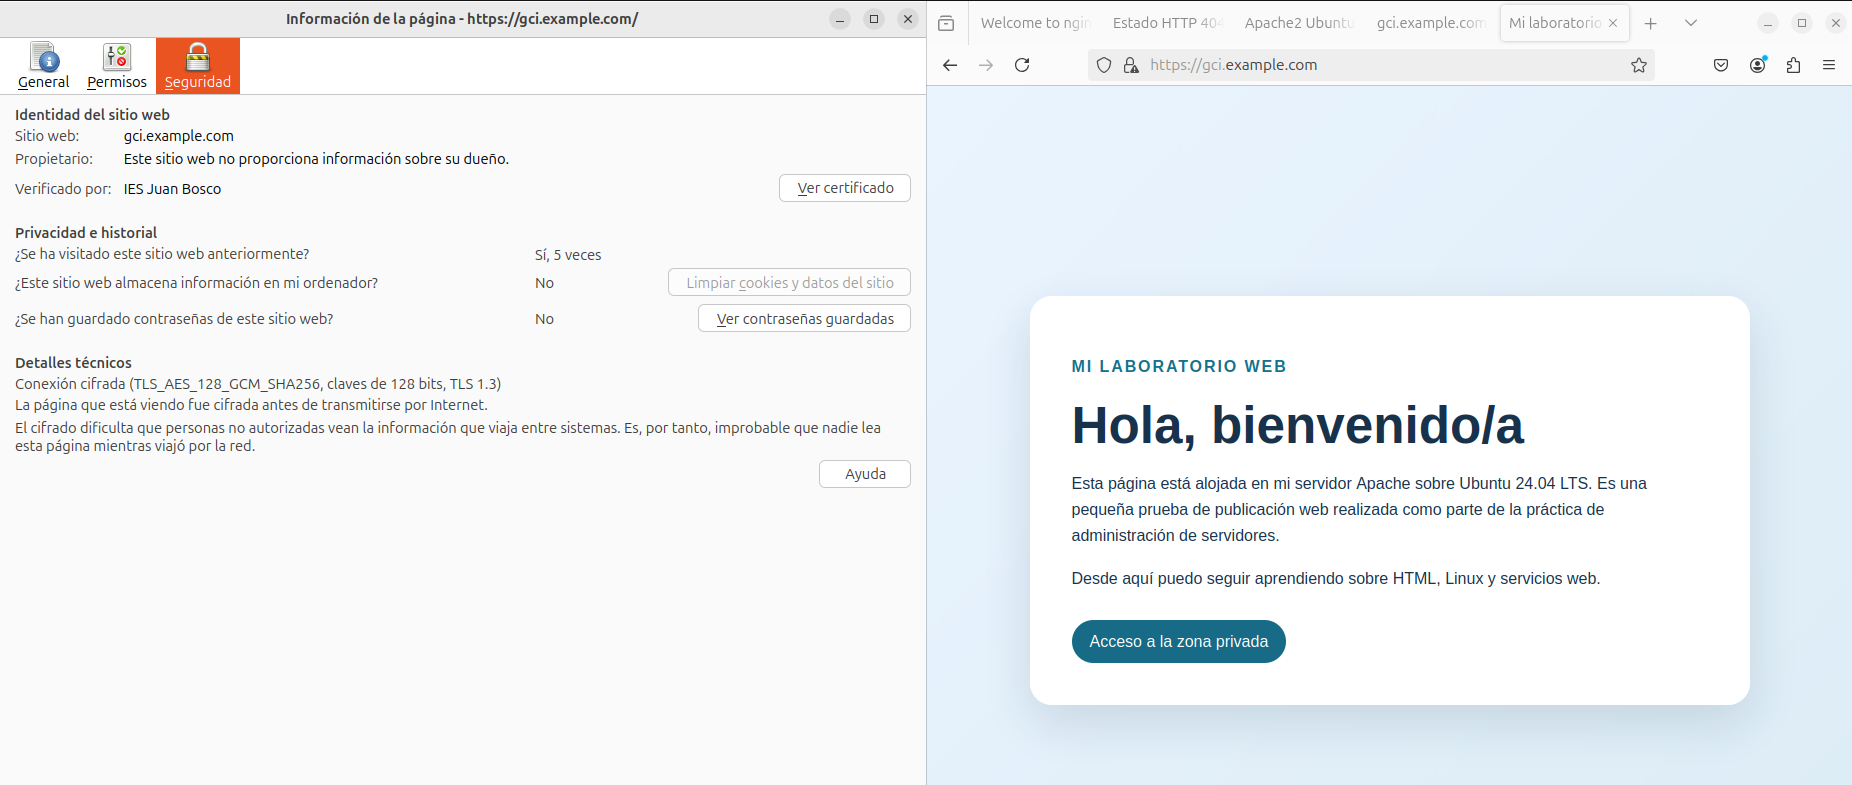 Información de la página - https://gci.example.com/
General
Permisos
Seguridad
Identidad del sitio web
Sitio web: gci.example.com
Propietario: Este sitio web no proporciona información sobre su dueño.
Verificado por: IES Juan Bosco
Ver certificado
Privacidad e historial
¿Se ha visitado este sitio web anteriormente? Sí, 5 veces
¿Este sitio web almacena información en mi ordenador? No
Limpiar cookies y datos del sitio
¿Se han guardado contraseñas de este sitio web? No
Ver contraseñas guardadas
Detalles técnicos
Conexión cifrada (TLS_AES_128_GCM_SHA256, claves de 128 bits, TLS 1.3)
La página que está viendo fue cifrada antes de transmitirse por Internet.
El cifrado dificulta que personas no autorizadas vean la información que viaja entre sistemas. Es, por tanto, improbable que nadie lea
esta página mientras viajó por la red.
Ayuda
Welcome to ngin
Estado HTTP 404
Apache2 Ubuntu
gci.example.com
Mi laboratorio
https://gci.example.com
MI LABORATORIO WEB
Hola, bienvenido/a
Esta página está alojada en mi servidor Apache sobre Ubuntu 24.04 LTS. Es una
pequeña prueba de publicación web realizada como parte de la práctica de
administración de servidores.
Desde aquí puedo seguir aprendiendo sobre HTML, Linux y servicios web.
Acceso a la zona privada